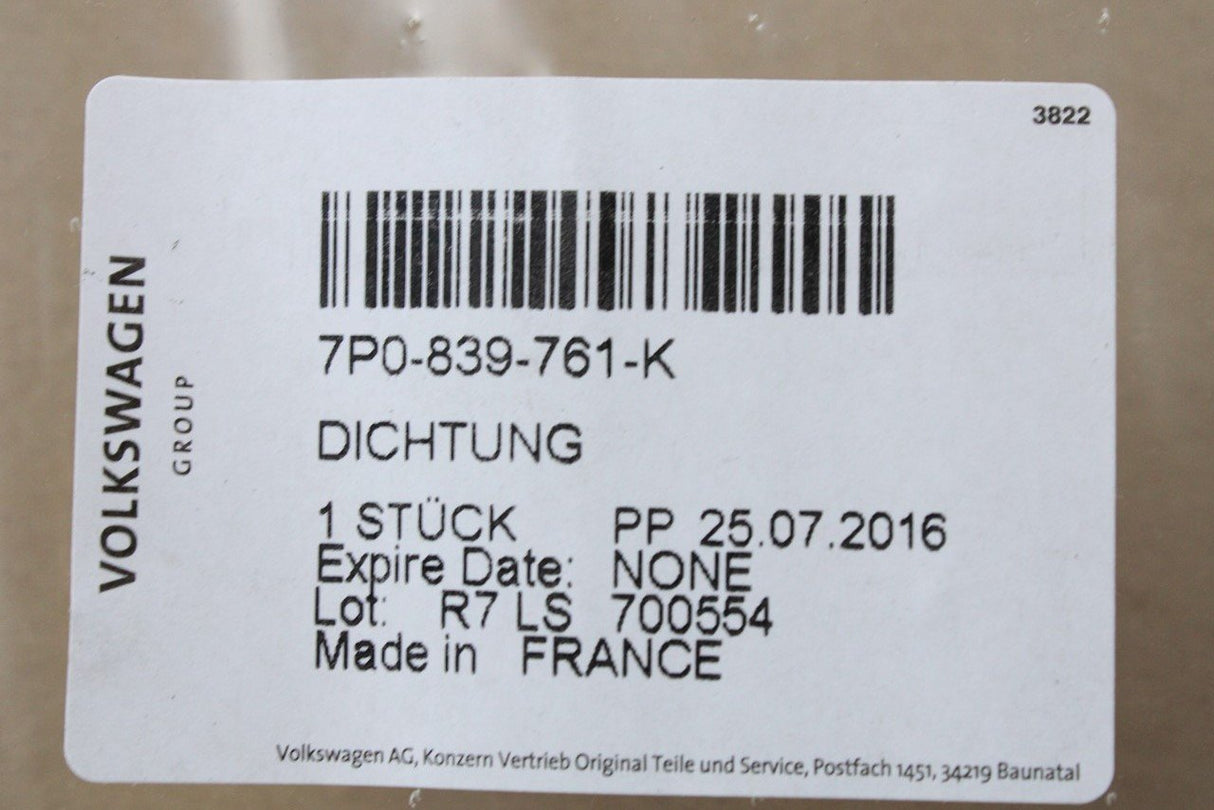 3822
VOLKSWAGEN
GROUP
7P0-839-761-K
DICHTUNG
1 STÜCK PP 25.07.2016
Expire Date: NONE
Lot: R7 LS 700554
Made in FRANCE
Volkswagen AG, Konzern Vertrieb Original Teile und Service, Postfach 1451, 34219 Baunatal